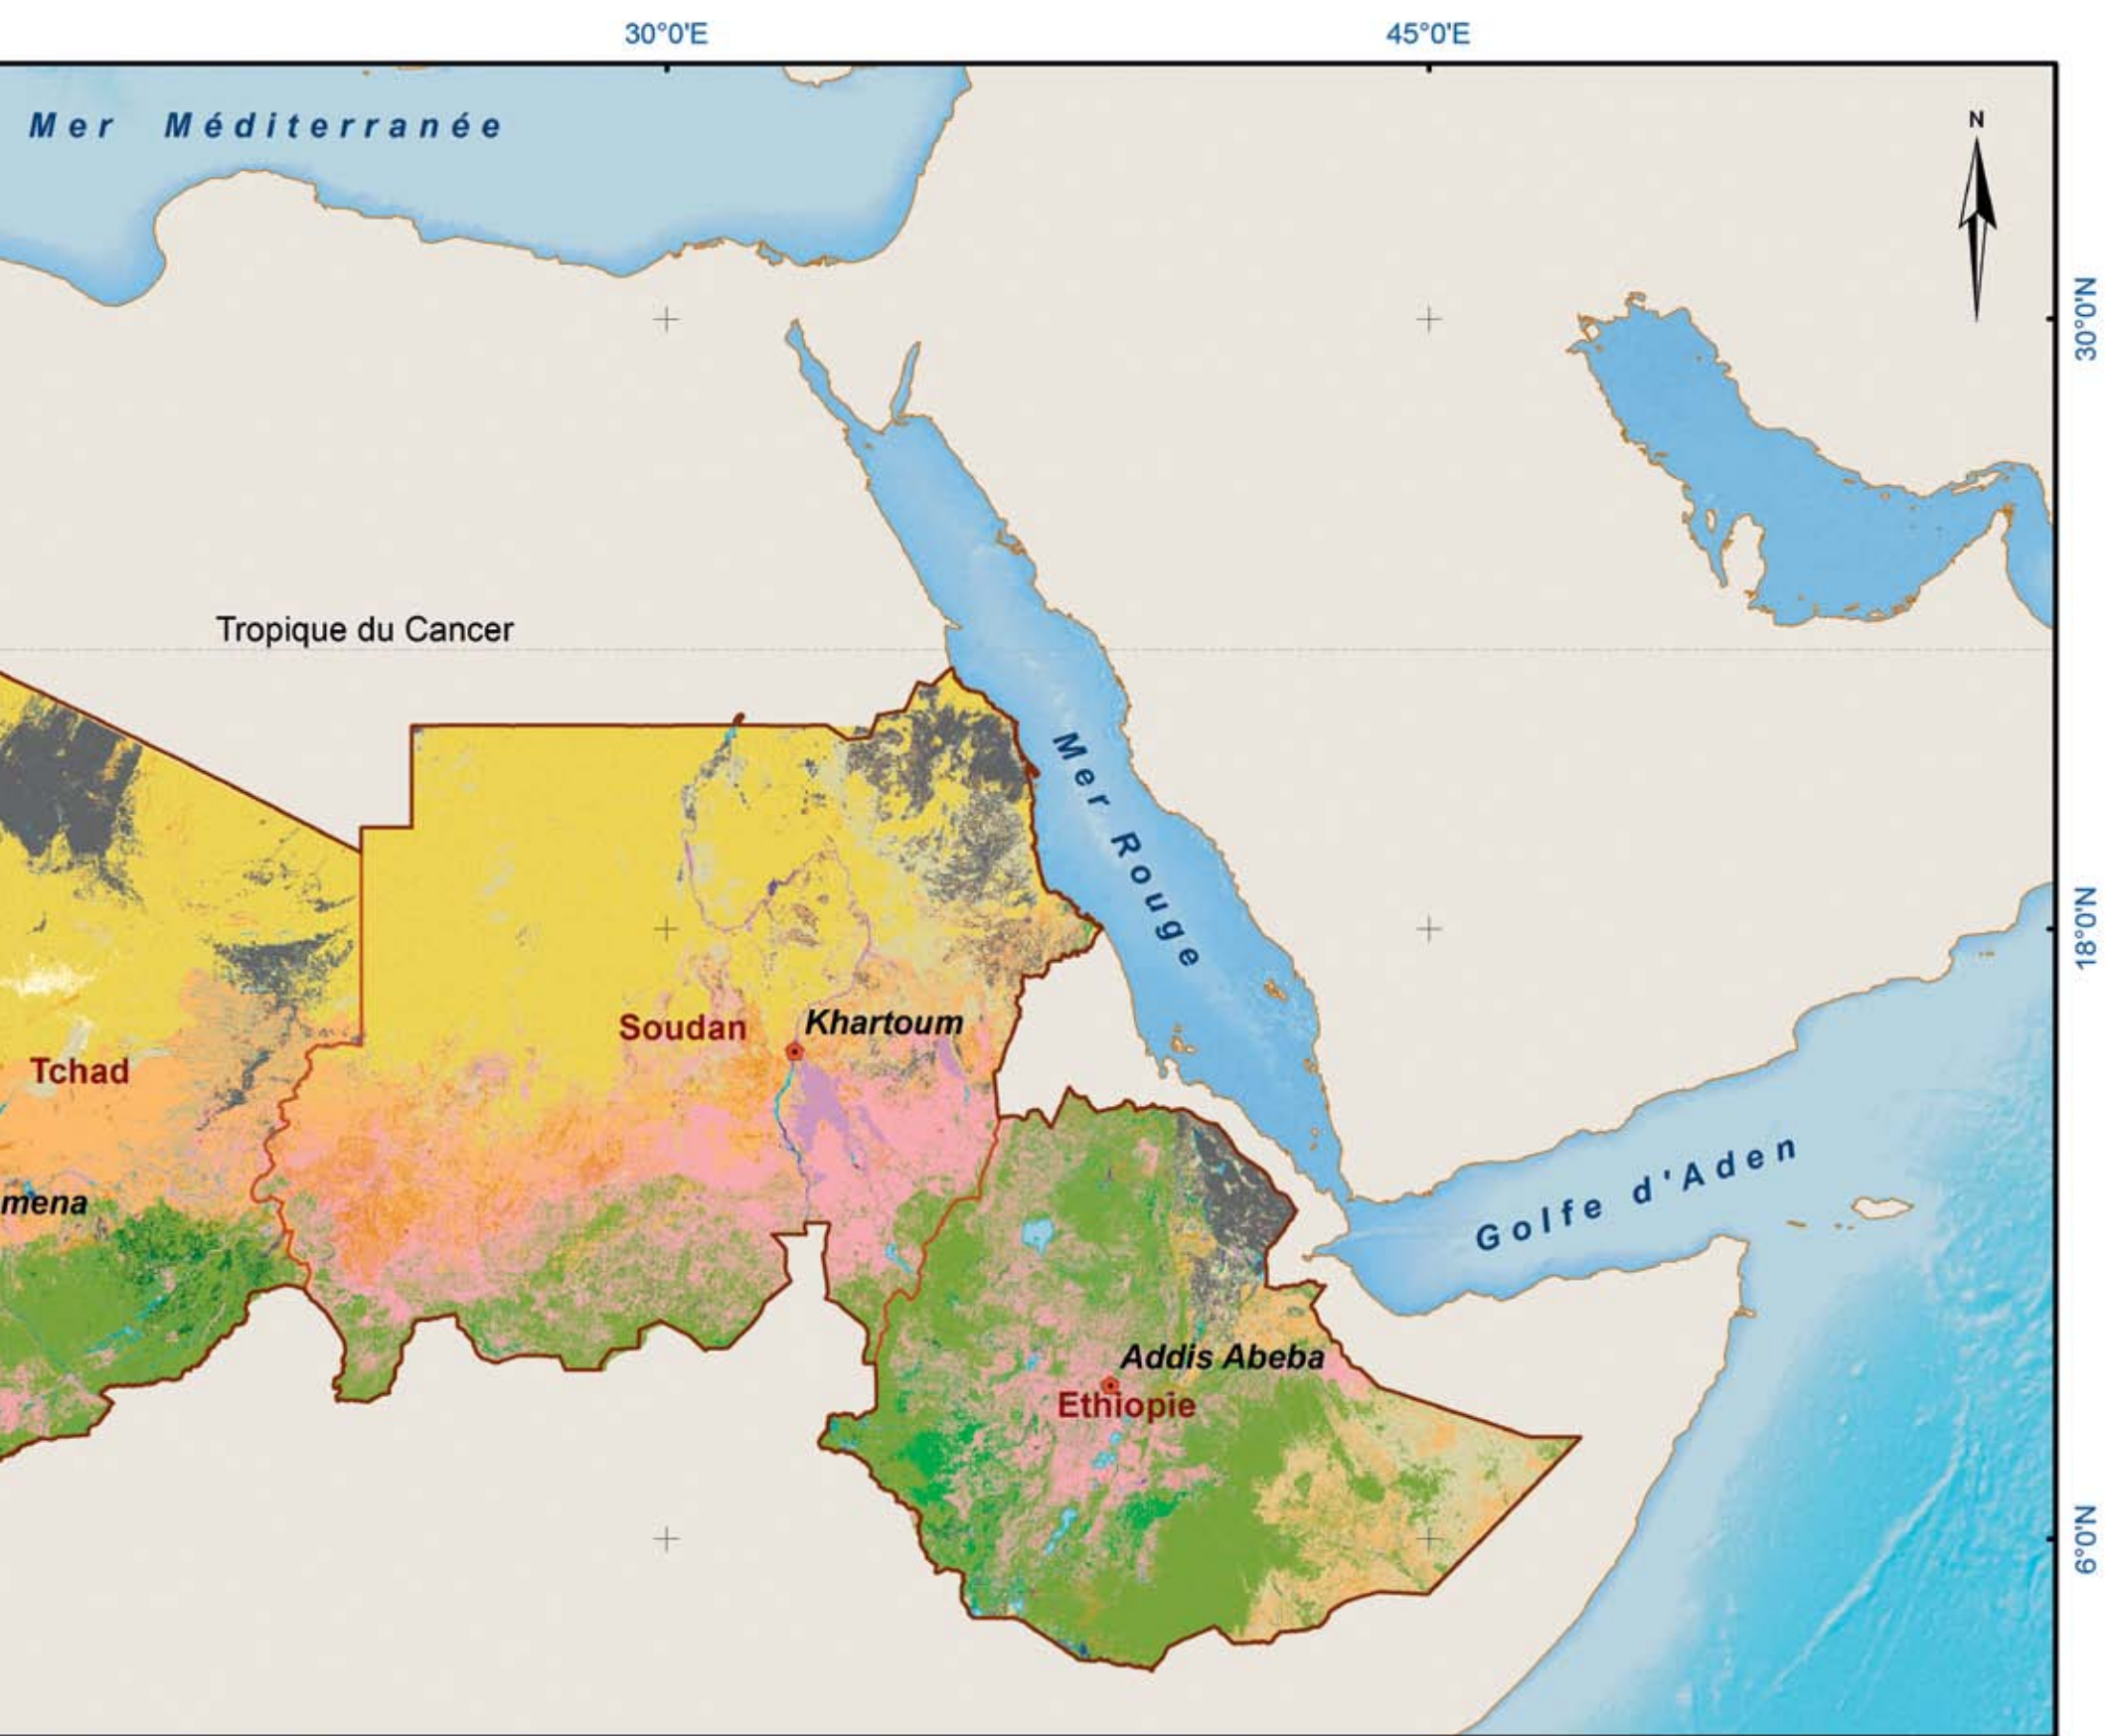 30°0'E
45°0'E
Mer Méditerranée
N
30°0'N
Tropique du Cancer
Mer Rouge
18°0'N
Soudan
Khartoum
Tchad
Golfe d'Aden
mena
Addis Abeba
Ethiopie
6°0'N